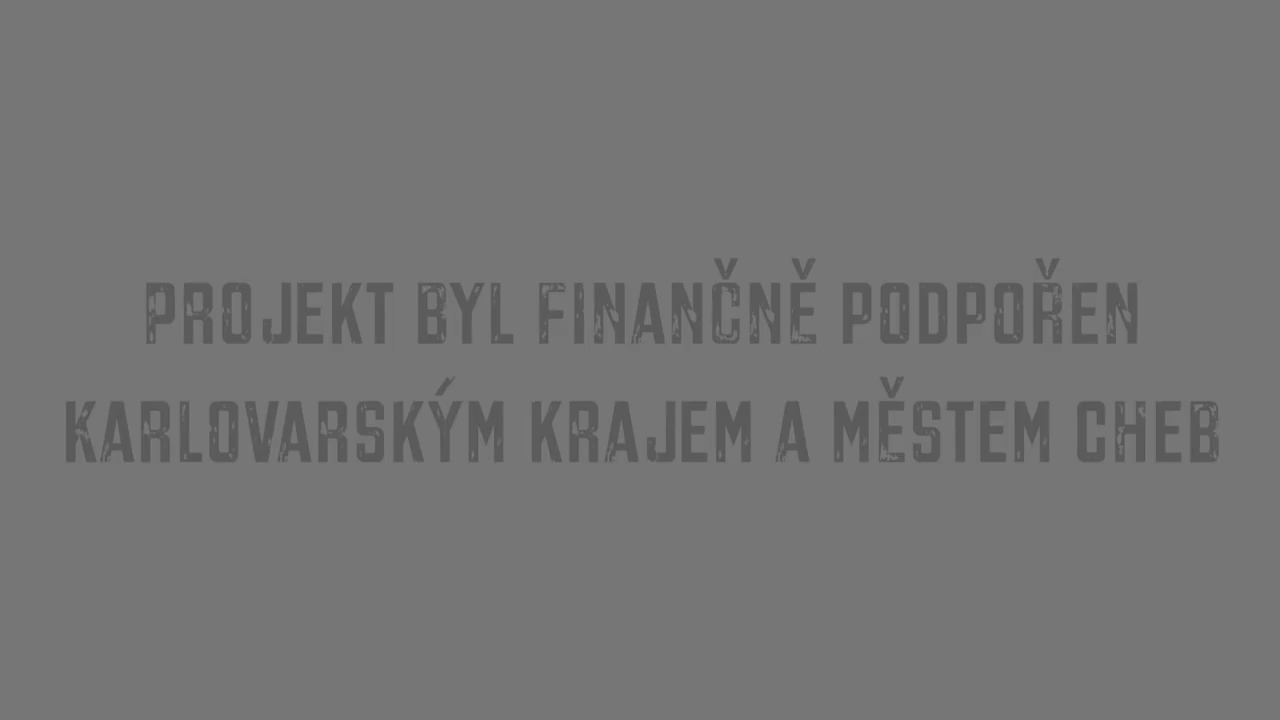 PROJEKT BYL FINANČNĚ PODPOŘEN
KARLOVARSKÝM KRAJEM A MĚSTEM CHEB